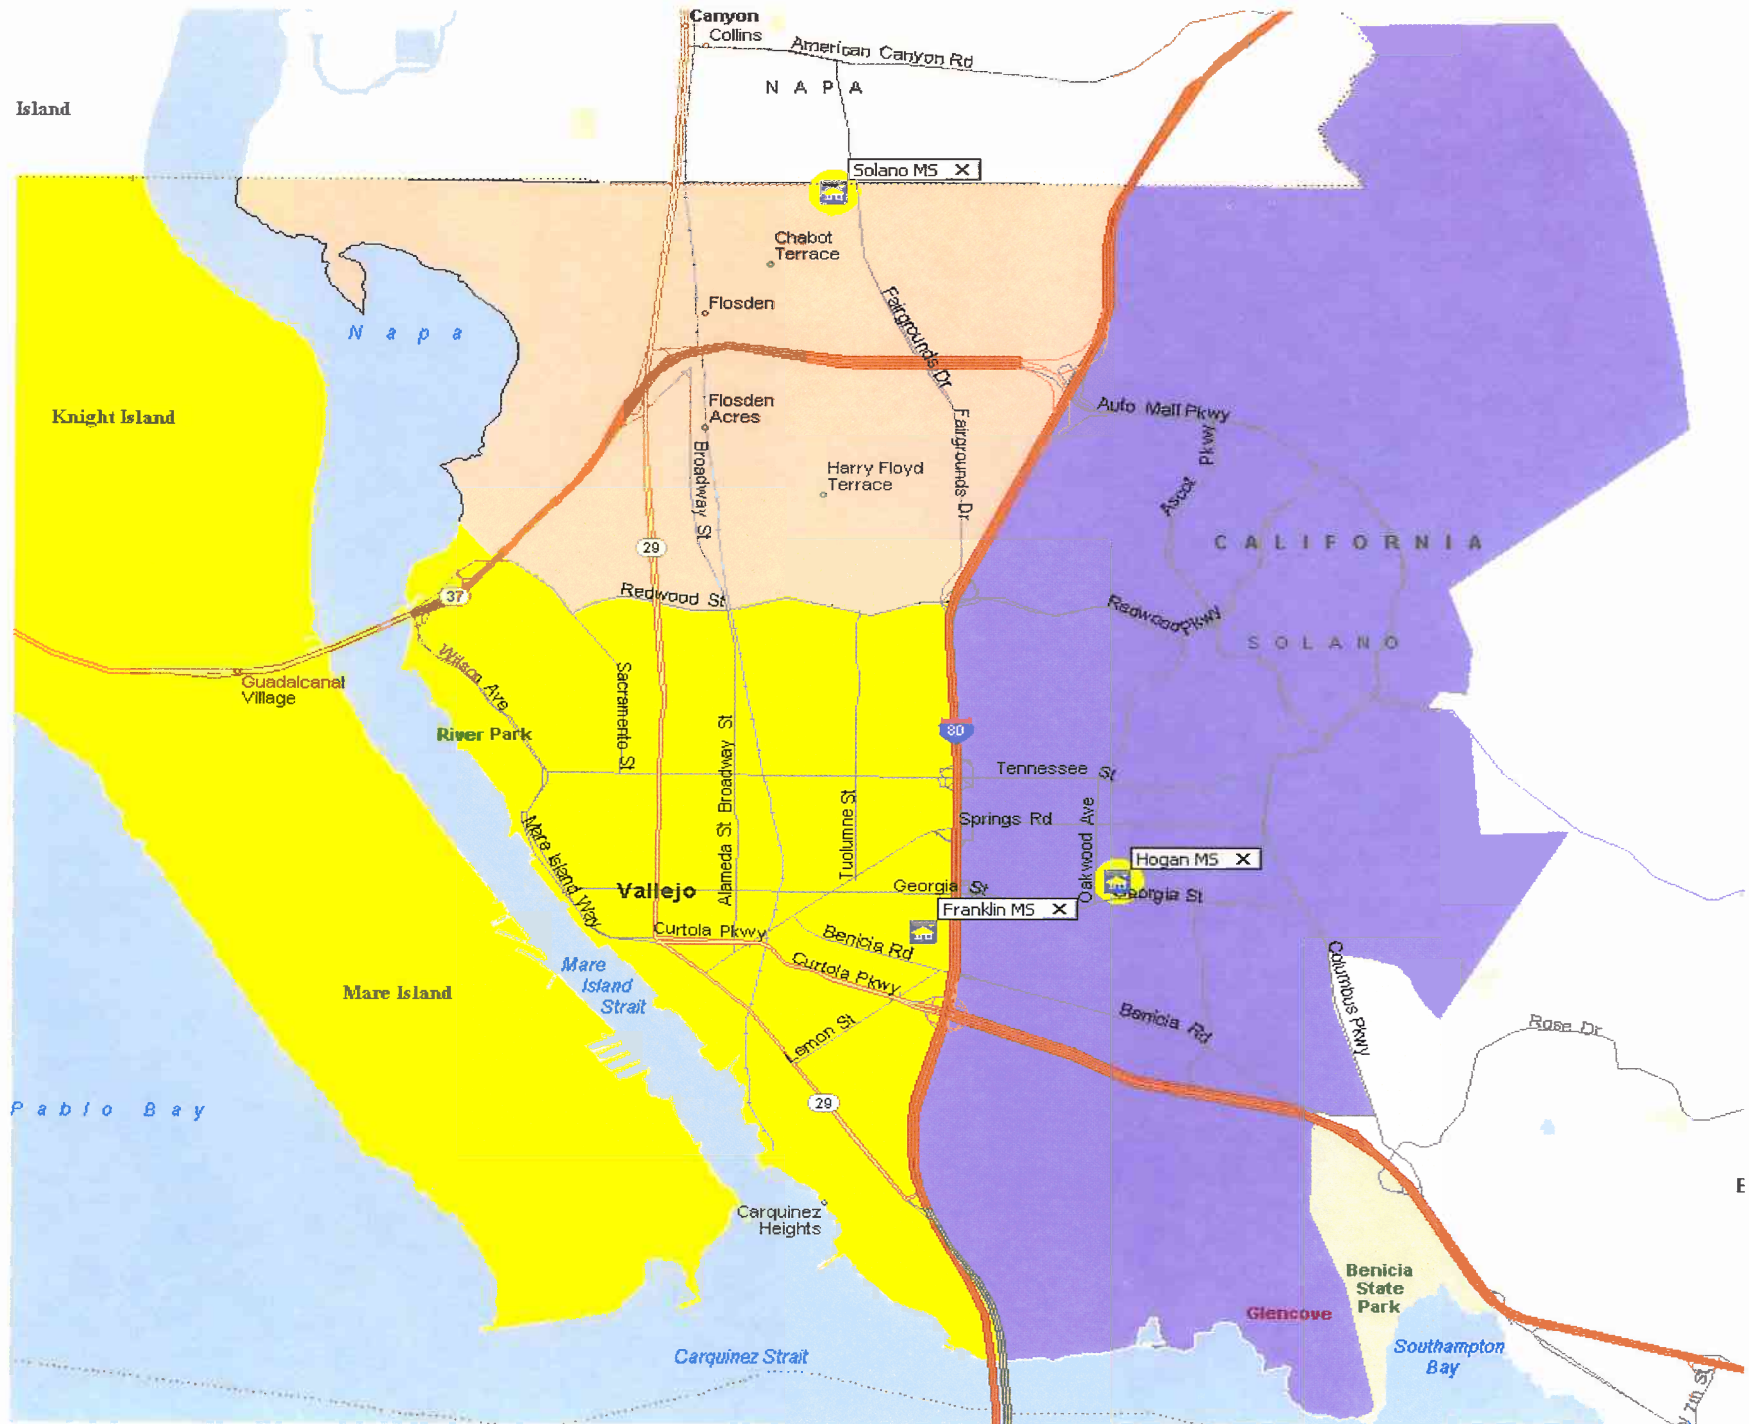 Canyon
Collins
American Canyon Rd
N A P A
Island
Solano MS X
Chabot
Terrace
Flosden
N a p a
Fairgrounds Dr
Knight Island
Flosden
Acres
Auto Mall Pkwy
Fairgrounds Dr
Broadway St
Ascot Pkwy
Harry Floyd
Terrace
C A L I F O R N I A
29
37
Redwood St
Redwood Pkwy
S O L A N O
Wilson Ave
Guadalcanal
Village
Sacramento St
River Park
80
Alameda St Broadway St
Tennessee St
Tuolumne St
Springs Rd
Oakwood Ave
Mare Island Way
Hogan MS X
Vallejo
Georgia St
Georgia St
Franklin MS X
Curtola Pkwy
Benicia Rd
Columbus Pkwy
Mare
Island
Strait
Curtola Pkwy
Mare Island
Benicia Rd
Lemon St
Rose Dr
29
P a b l o B a y
Carquinez
Heights
E
Benicia
State
Park
Glencove
Carquinez Strait
Southampton
Bay
7th St